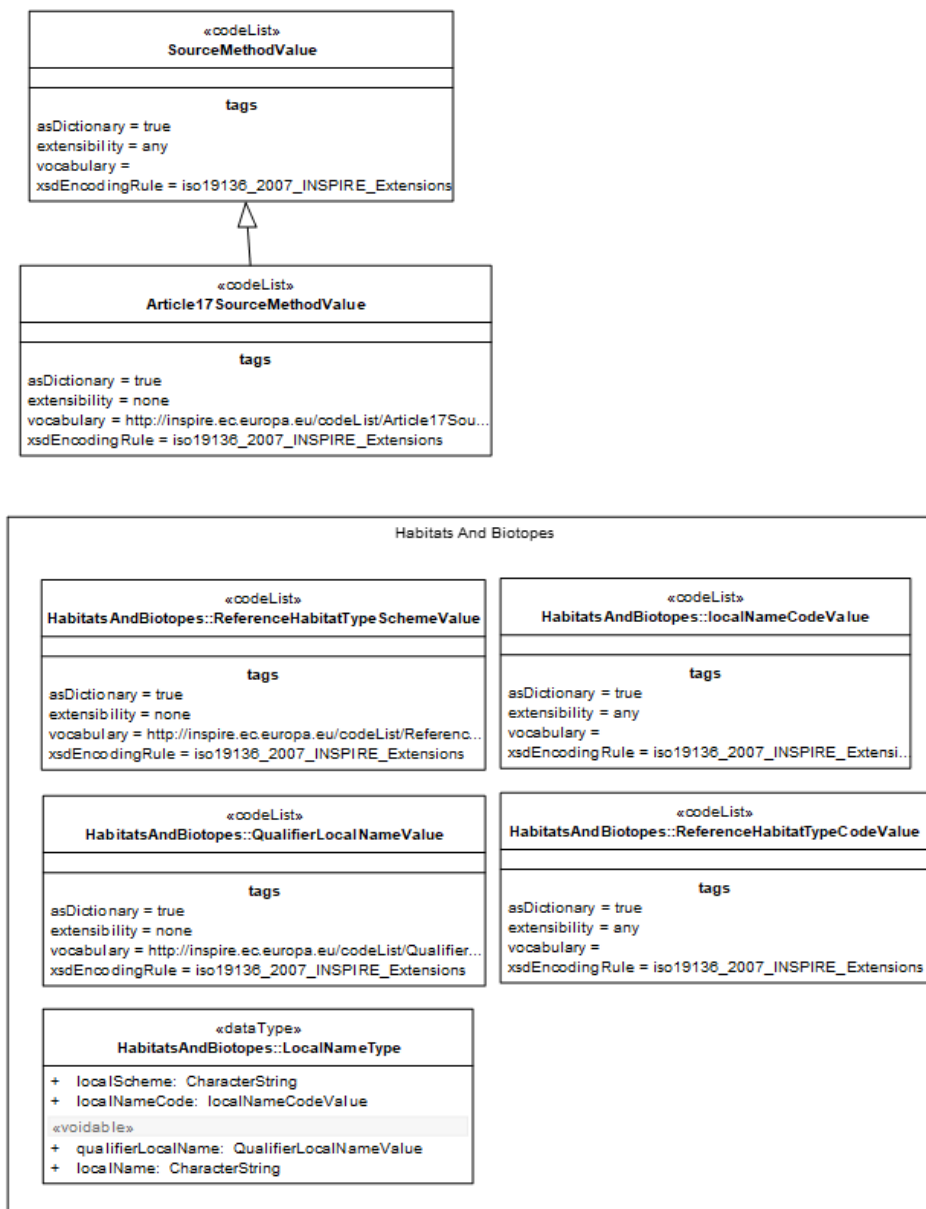 «codeList»
SourceMethodValue
tags
asDictionary = true
extensibility = any
vocabulary =
xsdEncodingRule = iso19136_2007_INSPIRE_Extensions
«codeList»
Article17SourceMethodValue
tags
asDictionary = true
extensibility = none
vocabulary = http://inspire.ec.europa.eu/codeList/Article17Sou...
xsdEncodingRule = iso19136_2007_INSPIRE_Extensions
Habitats And Biotopes
«codeList»
HabitatsAndBiotopes::ReferenceHabitatTypeSchemeValue
tags
asDictionary = true
extensibility = none
vocabulary = http://inspire.ec.europa.eu/codeList/Referenc...
xsdEncodingRule = iso19136_2007_INSPIRE_Extensions
«codeList»
HabitatsAndBiotopes::localNameCodeValue
tags
asDictionary = true
extensibility = any
vocabulary =
xsdEncodingRule = iso19136_2007_INSPIRE_Extensi...
«codeList»
HabitatsAndBiotopes::QualifierLocalNameValue
tags
asDictionary = true
extensibility = none
vocabulary = http://inspire.ec.europa.eu/codeList/Qualifier...
xsdEncodingRule = iso19136_2007_INSPIRE_Extensions
«codeList»
HabitatsAndBiotopes::ReferenceHabitatTypeCodeValue
tags
asDictionary = true
extensibility = any
vocabulary =
xsdEncodingRule = iso19136_2007_INSPIRE_Extensions
«dataType»
HabitatsAndBiotopes::LocalNameType
+ localScheme: CharacterString
+ localNameCode: localNameCodeValue
«voidable»
+ qualifierLocalName: QualifierLocalNameValue
+ localName: CharacterString